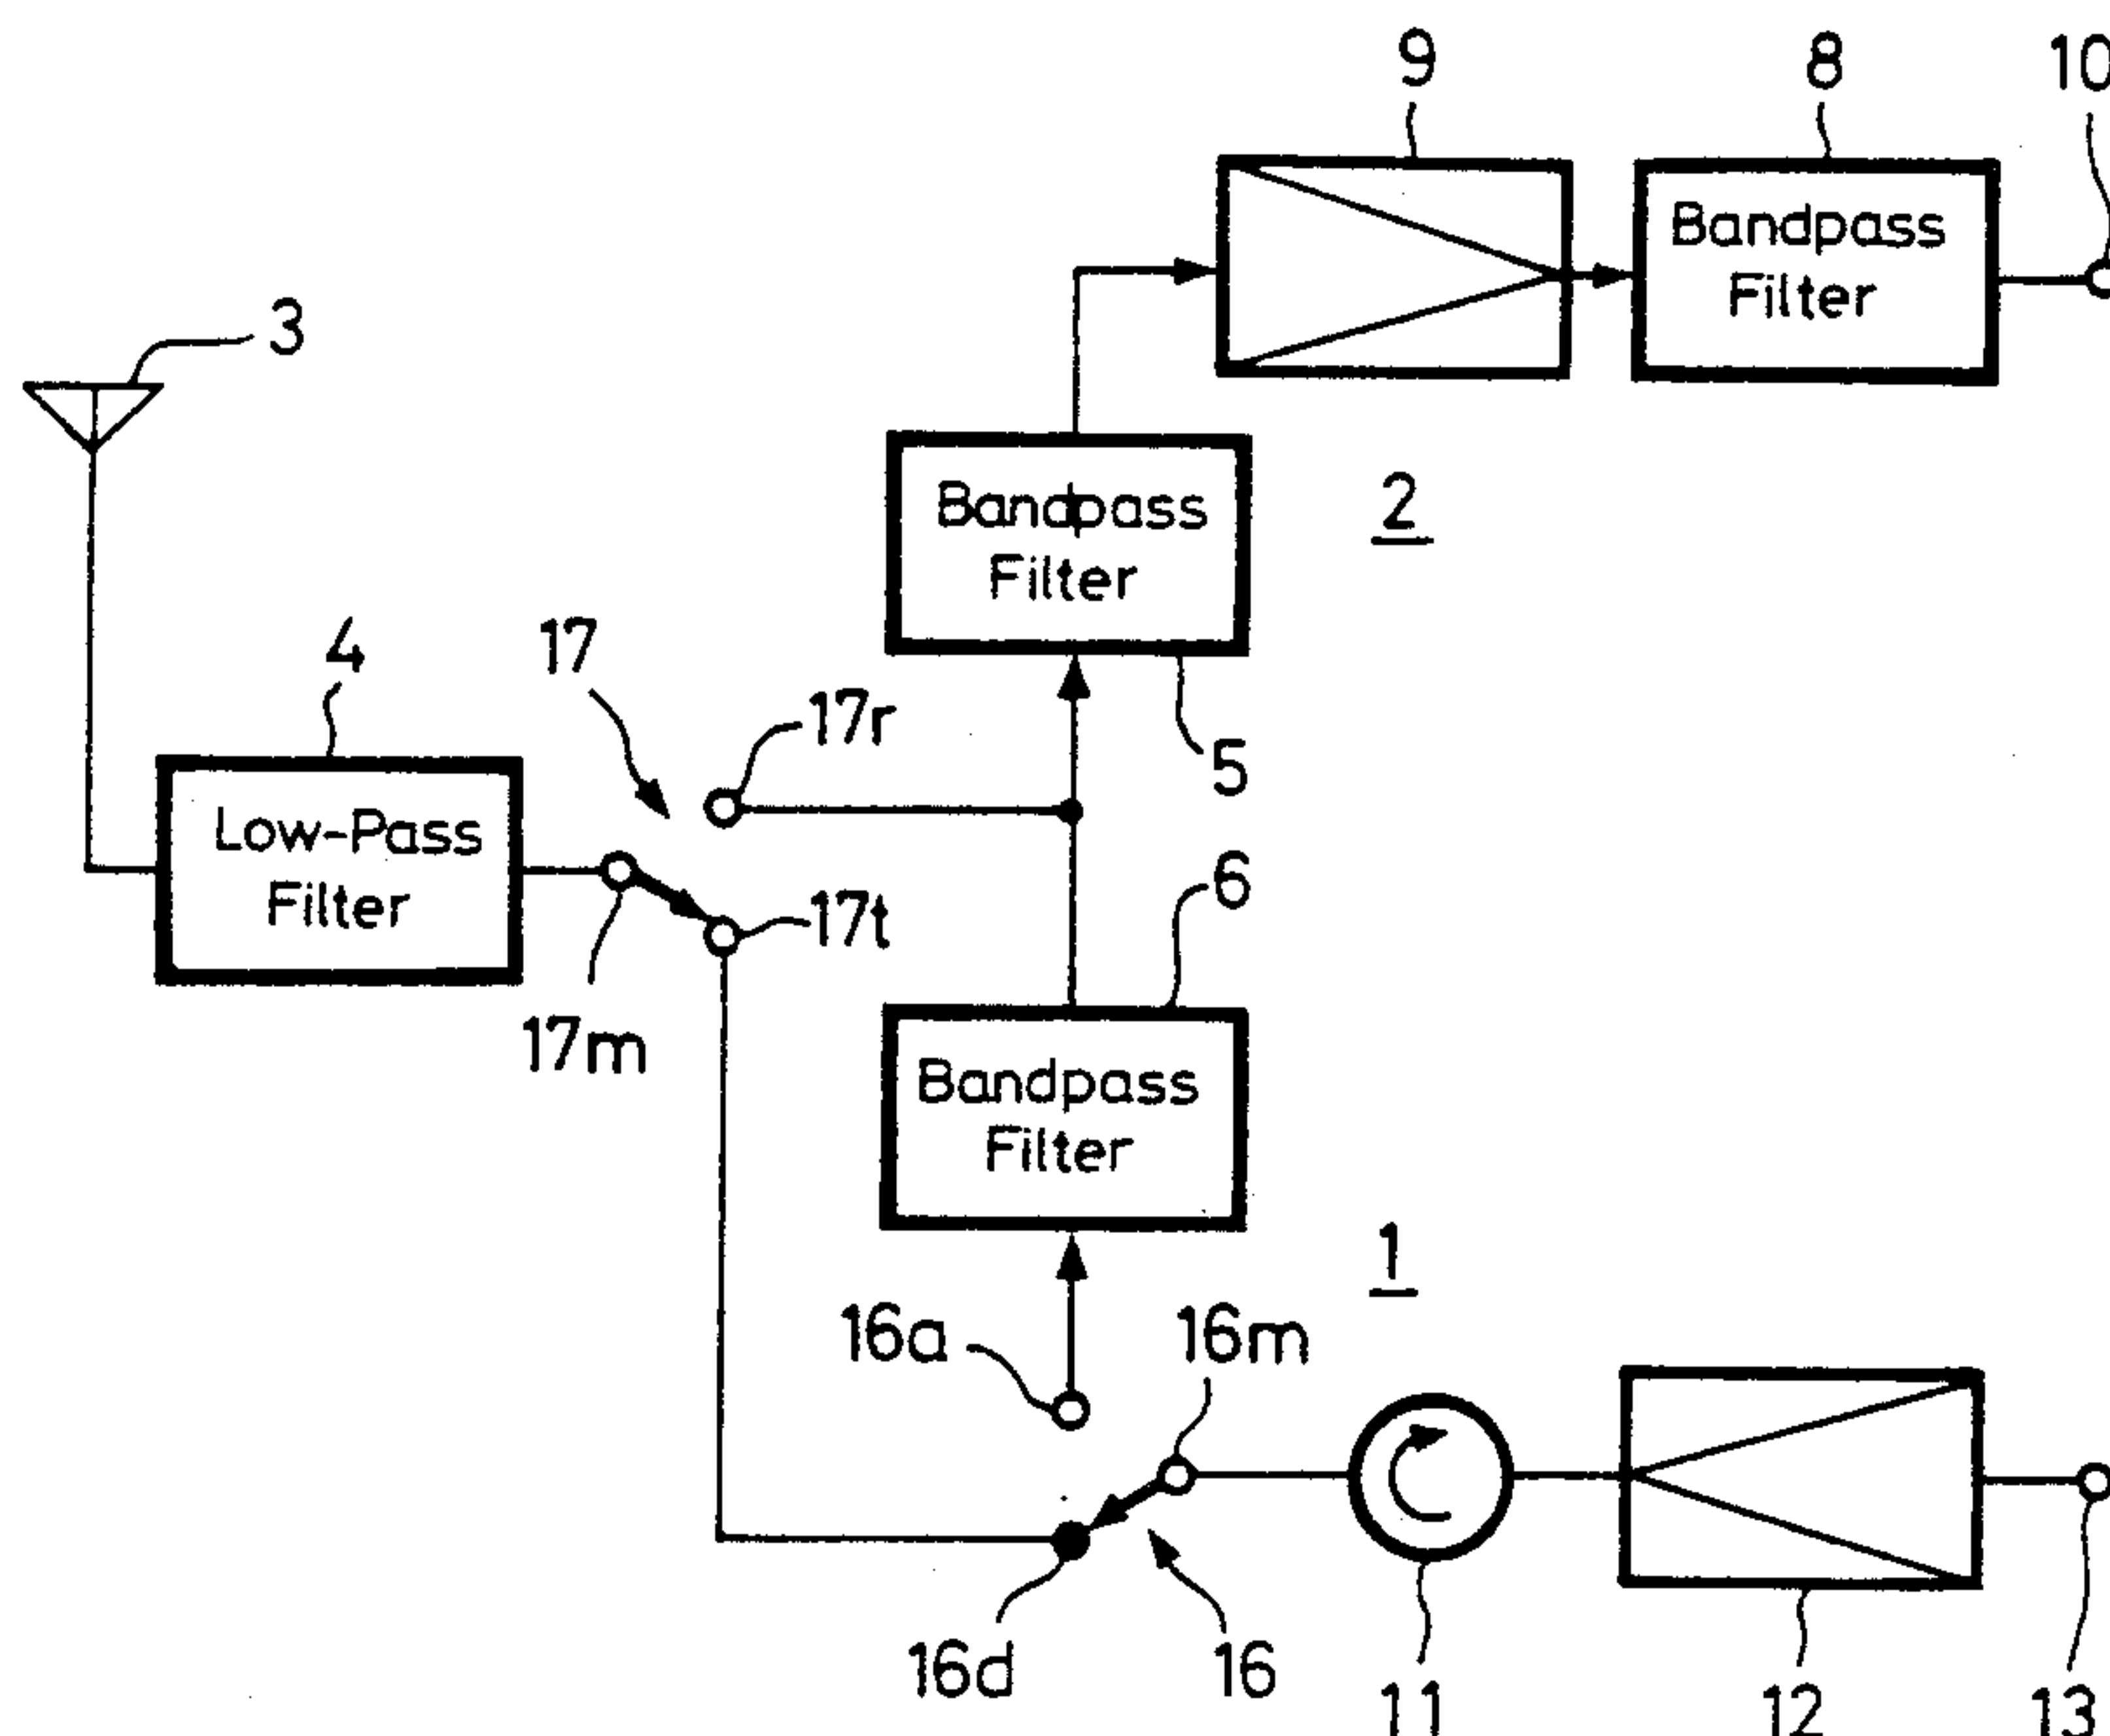 9
8
10
Bandpass
Filter
3
Bandpass
Filter
2
4
17
17r
5
Low-Pass
Filter
6
17t
17m
Bandpass
Filter
1
16a
16m
16d
16
11
12
13